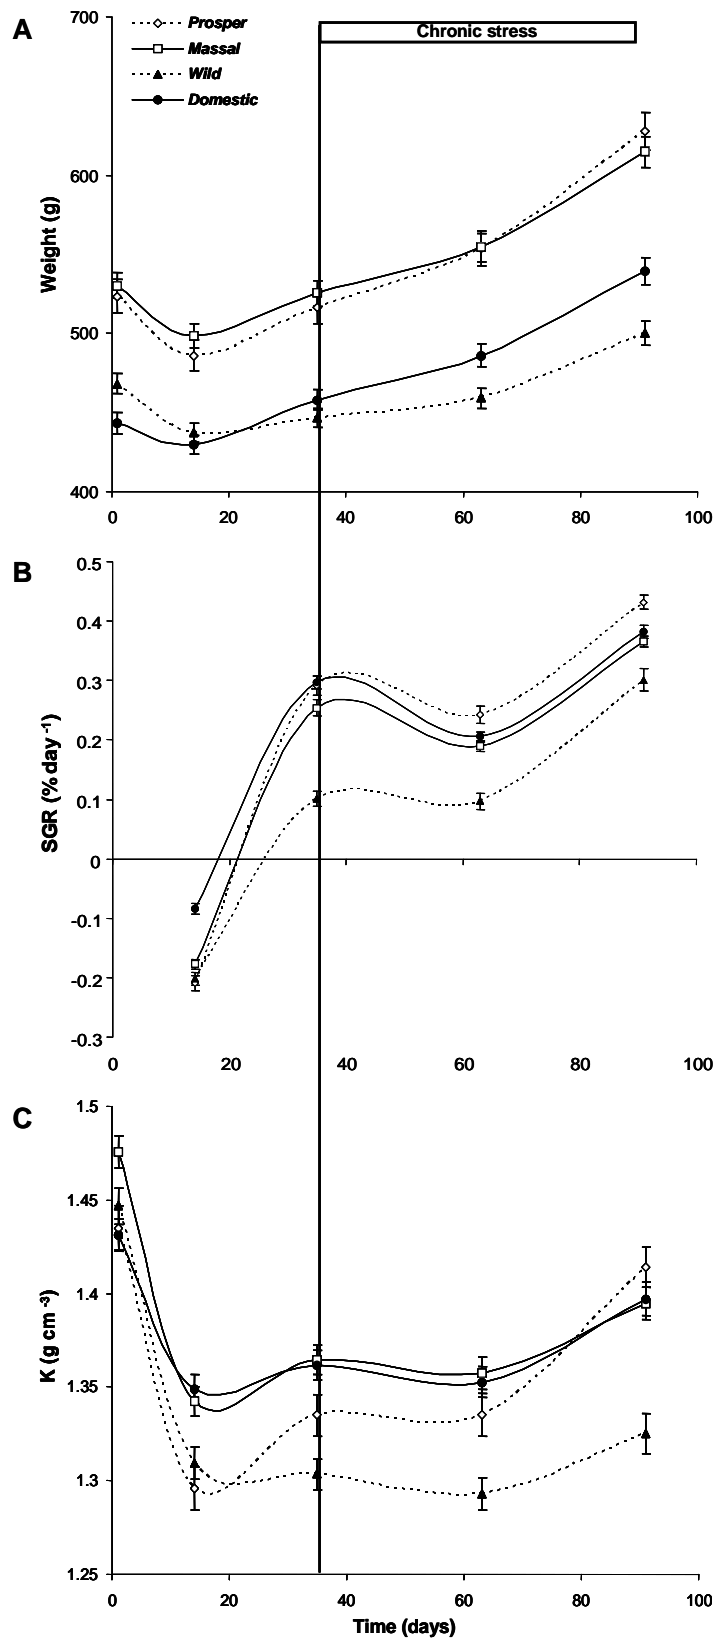 A
700
Prosper
Massal
Wild
Domestic
Chronic stress
600
Weight (g)
500
400
0 20 40 60 80 100
B
0.5
0.4
0.3
0.2
SGR (% day -1)
0.1
0
-0.1
-0.2
-0.3
0 20 40 60 80 100
C
1.5
1.45
1.4
K (g cm -3)
1.35
1.3
1.25
0 20 40 60 80 100
Time (days)